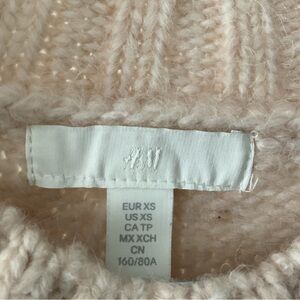 H&M
EUR XS
US XS
CA TP
MX XCH
CN
160/80A